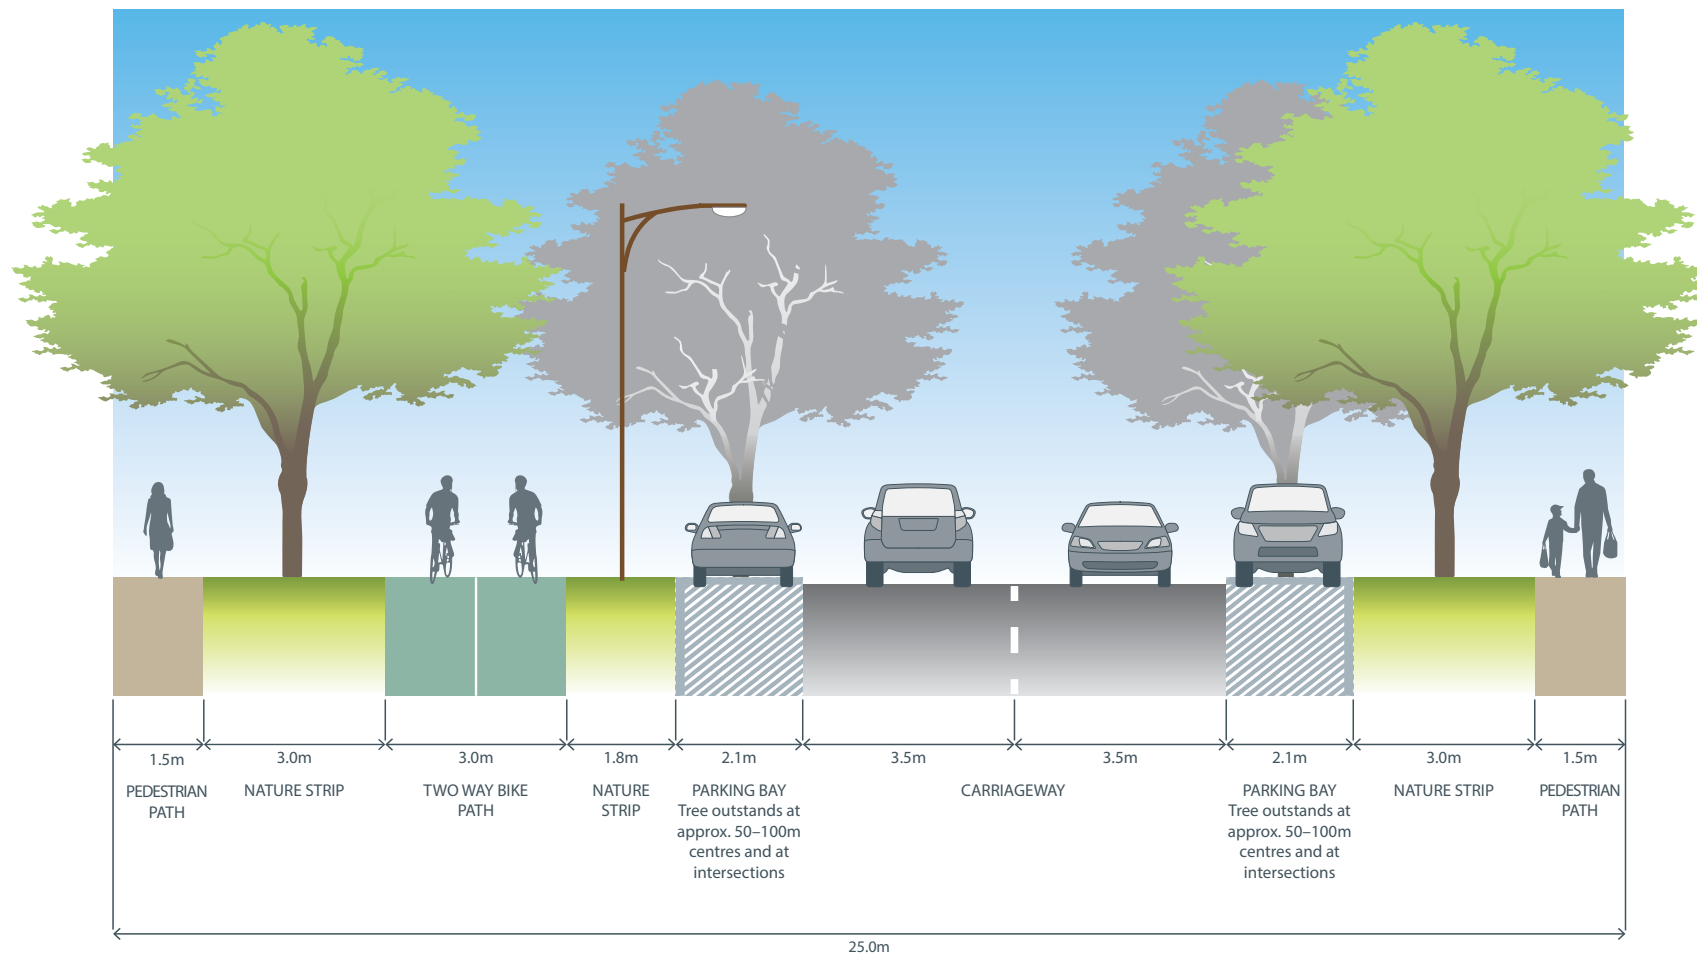 1.5m
3.0m
3.0m
1.8m
2.1m
3.5m
3.5m
2.1m
3.0m
1.5m
PEDESTRIAN
PATH
NATURE STRIP
TWO WAY BIKE
PATH
NATURE
STRIP
PARKING BAY
Tree outstands at
approx. 50–100m
centres and at
intersections
CARRIAGEWAY
PARKING BAY
Tree outstands at
approx. 50–100m
centres and at
intersections
NATURE STRIP
PEDESTRIAN
PATH
25.0m